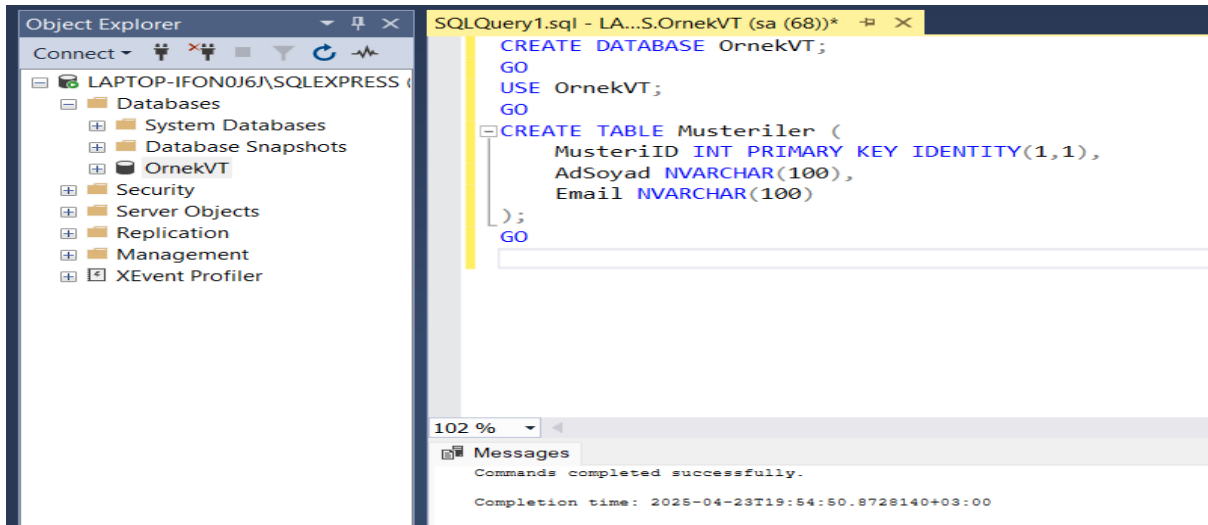 Object Explorer
Connect
LAPTOP-IFON0J6J\SQLEXPRESS (
Databases
System Databases
Database Snapshots
OrnekVT
Security
Server Objects
Replication
Management
XEvent Profiler
SQLQuery1.sql - LA...S.OrnekVT (sa (68))*
CREATE DATABASE OrnekVT;
GO
USE OrnekVT;
GO
CREATE TABLE Musteriler (
MusteriID INT PRIMARY KEY IDENTITY(1,1),
AdSoyad NVARCHAR(100),
Email NVARCHAR(100)
);
GO
102 %
Messages
Commands completed successfully.
Completion time: 2025-04-23T19:54:50.8728140+03:00